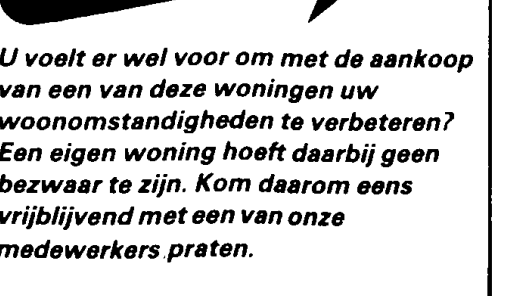 U voelt er wel voor om met de aankoop
van een van deze woningen uw
woonomstandigheden te verbeteren?
Een eigen woning hoeft daarbij geen
bezwaar te zijn. Kom daarom eens
vrijblijvend met een van onze
medewerkers praten.